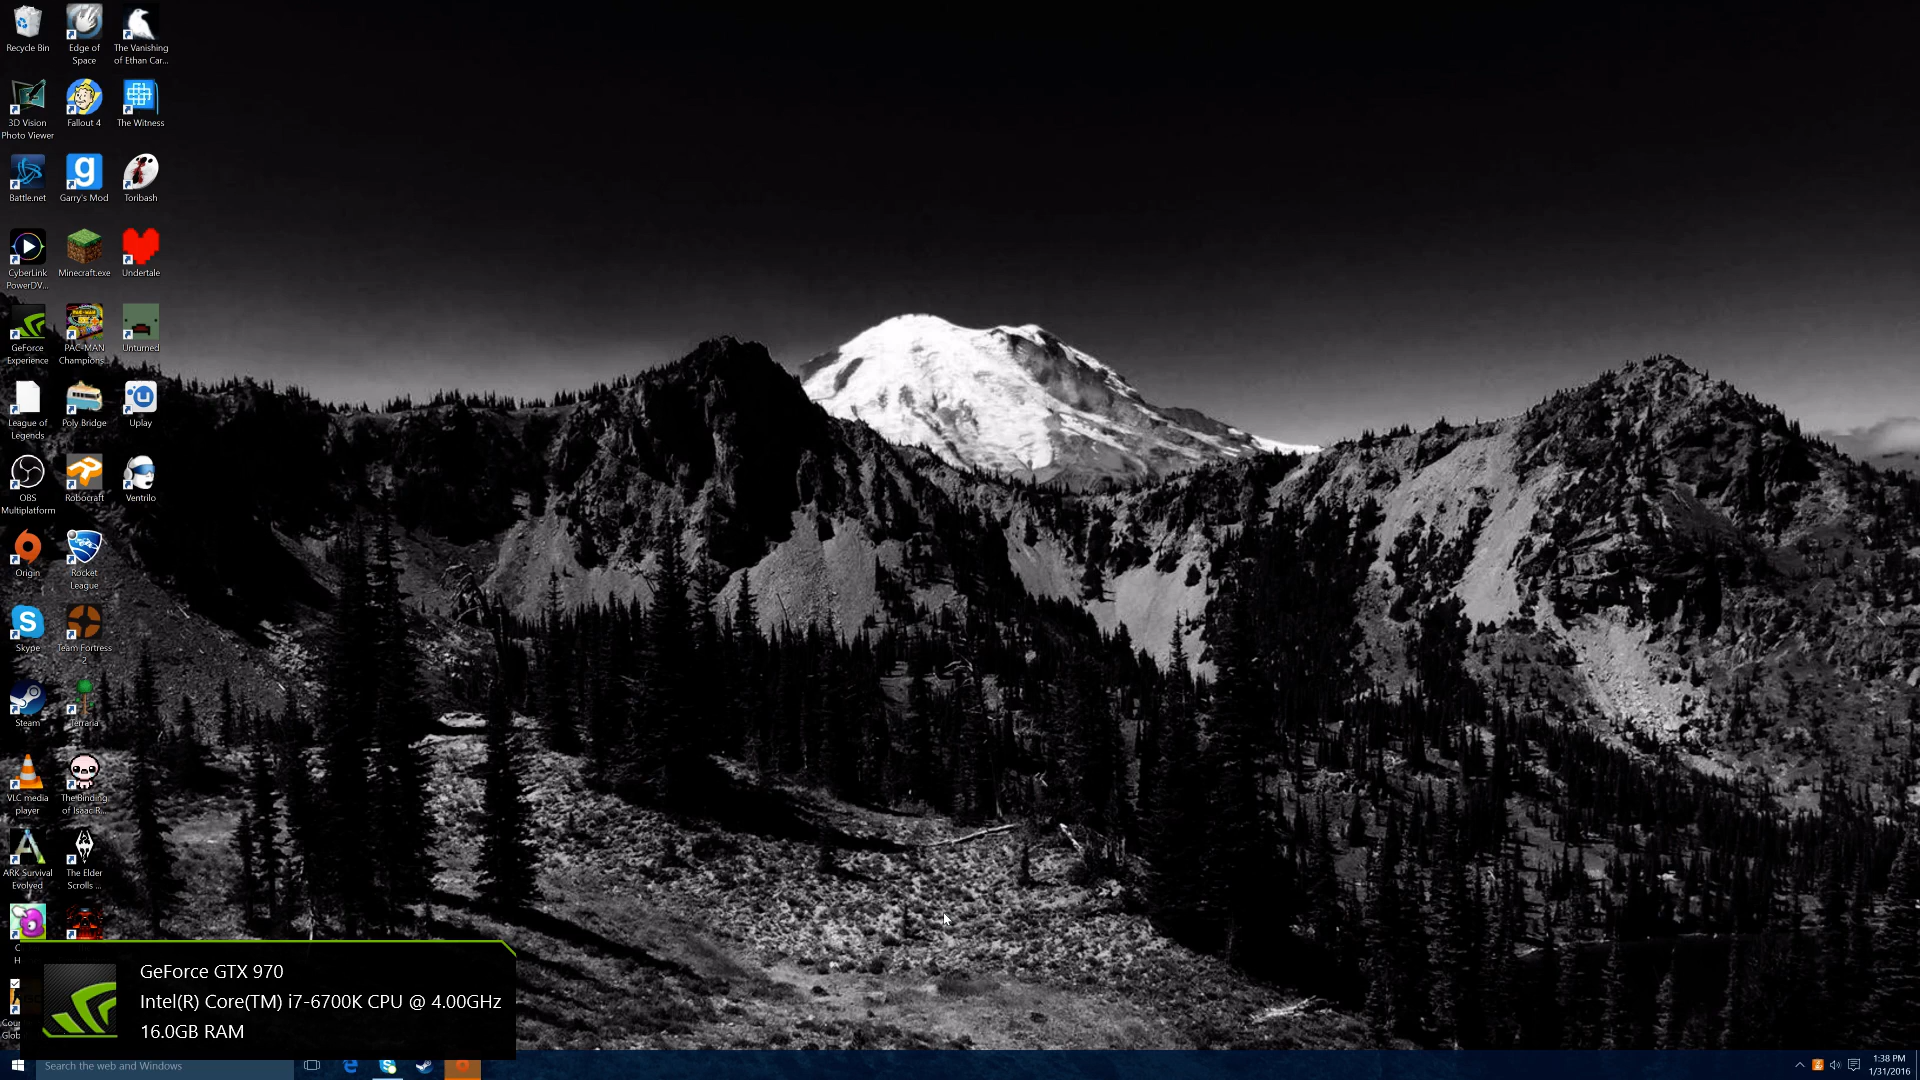 Recycle Bin
Edge of
Space
The Vanishing
of Ethan Car...
3D Vision
Photo Viewer
Fallout 4
The Witness
Battle.net
Garry's Mod
Toribash
CyberLink
PowerDV...
Minecraft.exe
Undertale
GeForce
Experience
PAC-MAN
Champions...
Unturned
League of
Legends
Poly Bridge
Uplay
OBS
Multiplatform
Robocraft
Ventrilo
Origin
Rocket
League
Skype
Team Fortress
2
Steam
Terraria
VLC media
player
The Binding
of Isaac R...
ARK Survival
Evolved
The Elder
Scrolls ...
C
H
Cou
Glob
GeForce GTX 970
Intel(R) Core(TM) i7-6700K CPU @ 4.00GHz
16.0GB RAM
Search the web and Windows
1:38 PM
1/31/2016